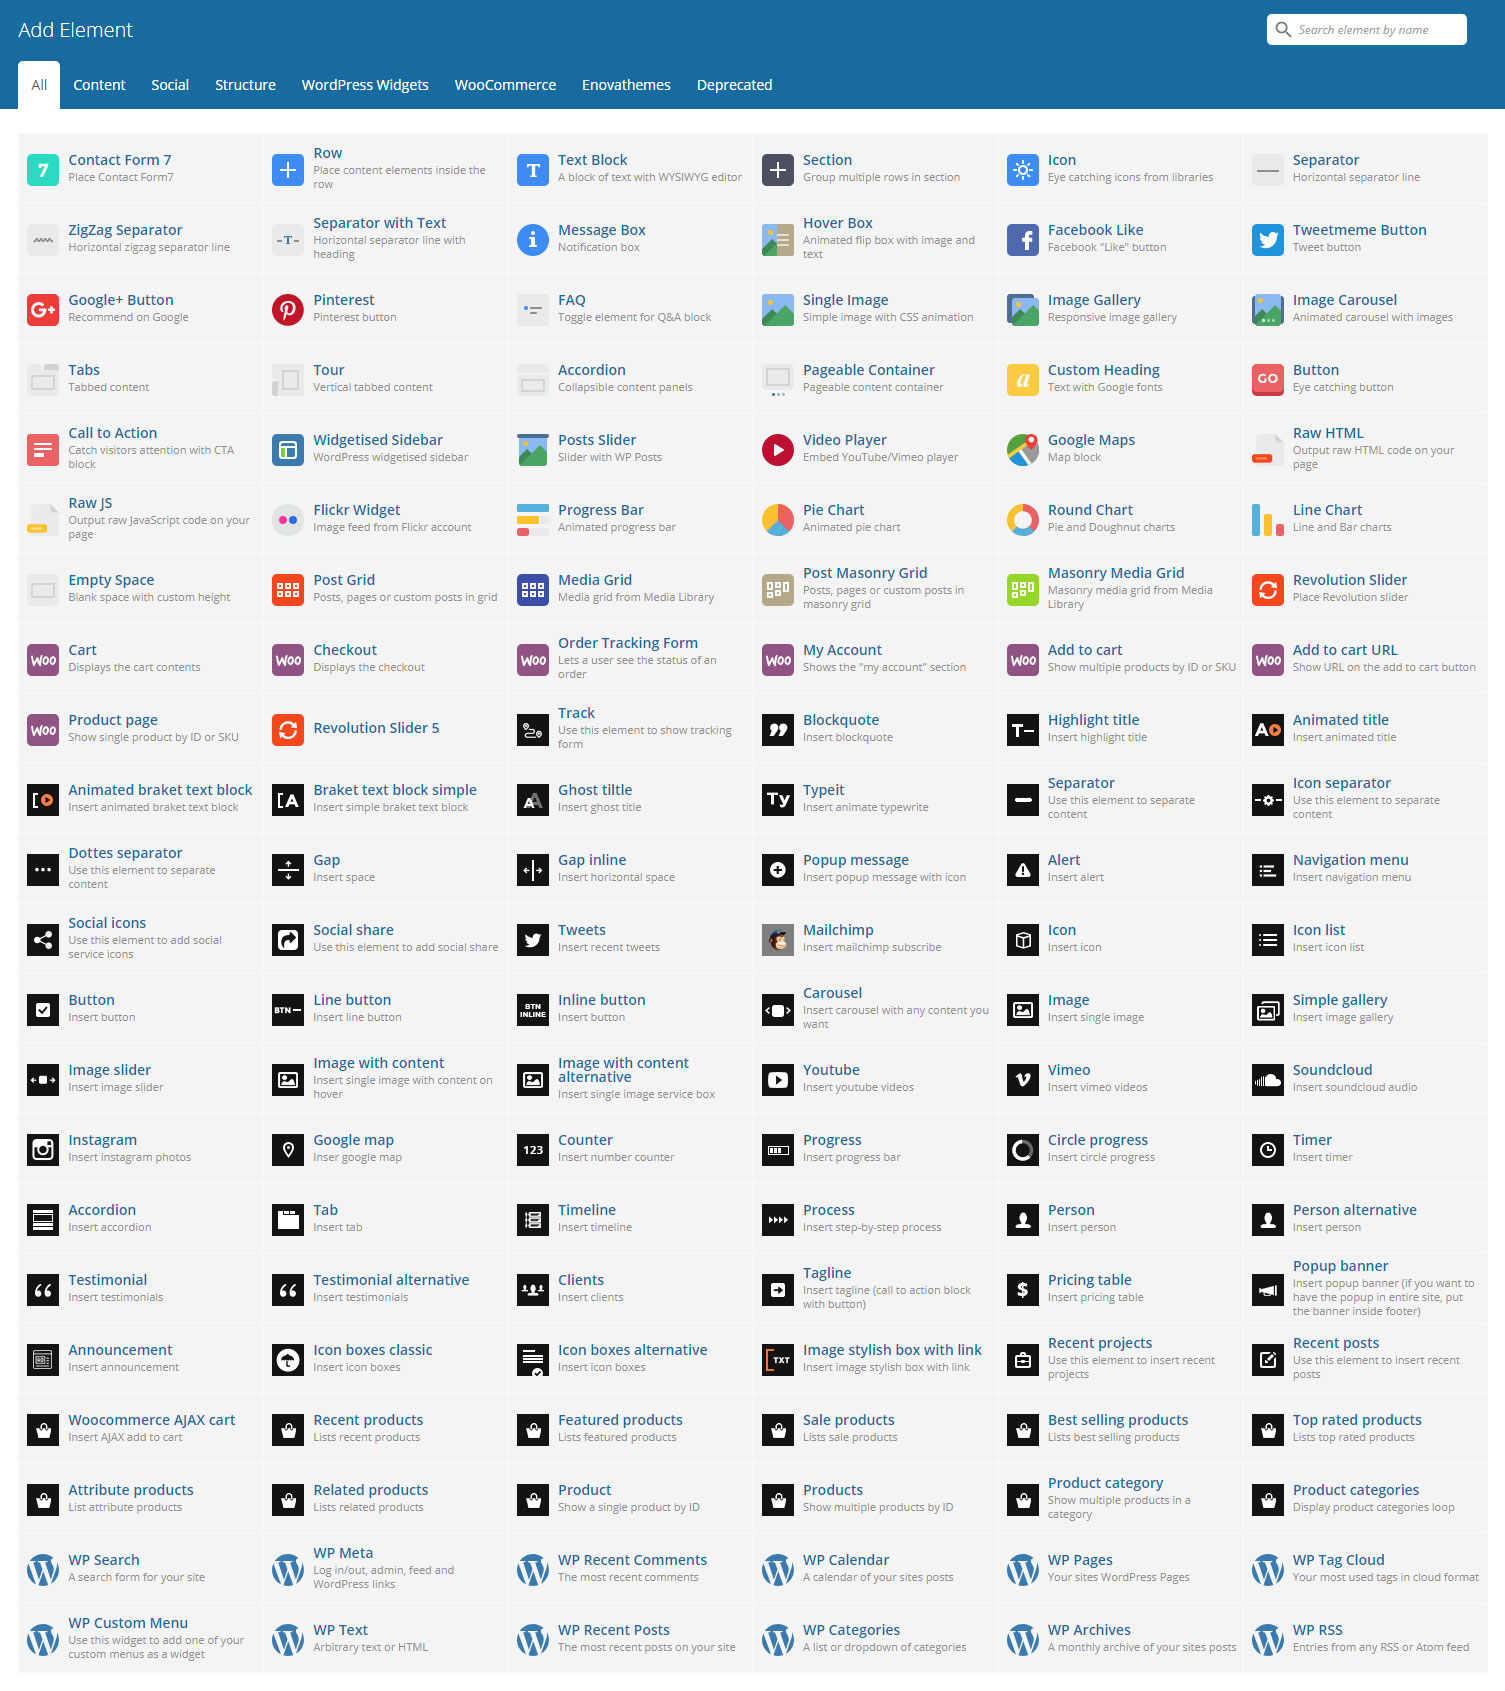 Add Element
Search element by name
All Content Social Structure WordPress Widgets WooCommerce Enovathemes Deprecated
7
Contact Form 7
Place Contact Form7
Row
Place content elements inside the
row
T
Text Block
A block of text with WYSIWYG editor
Section
Group multiple rows in section
Icon
Eye catching icons from libraries
Separator
Horizontal separator line
ZigZag Separator
Horizontal zigzag separator line
-T-
Separator with Text
Horizontal separator line with
heading
i
Message Box
Notification box
Hover Box
Animated flip box with image and
text
f
Facebook Like
Facebook "Like" button
Tweetmeme Button
Tweet button
G+
Google+ Button
Recommend on Google
Pinterest
Pinterest button
FAQ
Toggle element for Q&A block
Single Image
Simple image with CSS animation
Image Gallery
Responsive image gallery
Image Carousel
Animated carousel with images
Tabs
Tabbed content
Tour
Vertical tabbed content
Accordion
Collapsible content panels
Pageable Container
Pageable content container
a
Custom Heading
Text with Google fonts
GO
Button
Eye catching button
Call to Action
Catch visitors attention with CTA
block
Widgetised Sidebar
WordPress widgetised sidebar
Posts Slider
Slider with WP Posts
Video Player
Embed YouTube/Vimeo player
Google Maps
Map block
Raw HTML
Output raw HTML code on your
page
Raw JS
Output raw JavaScript code on your
page
Flickr Widget
Image feed from Flickr account
Progress Bar
Animated progress bar
Pie Chart
Animated pie chart
Round Chart
Pie and Doughnut charts
Line Chart
Line and Bar charts
Empty Space
Blank space with custom height
Post Grid
Posts, pages or custom posts in grid
Media Grid
Media grid from Media Library
Post Masonry Grid
Posts, pages or custom posts in
masonry grid
Masonry Media Grid
Masonry media grid from Media
Library
Revolution Slider
Place Revolution slider
Woo
Cart
Displays the cart contents
Woo
Checkout
Displays the checkout
Woo
Order Tracking Form
Lets a user see the status of an
order
Woo
My Account
Shows the "my account" section
Woo
Add to cart
Show multiple products by ID or SKU
Woo
Add to cart URL
Show URL on the add to cart button
Woo
Product page
Show single product by ID or SKU
Revolution Slider 5
Track
Use this element to show tracking
form
Blockquote
Insert blockquote
T–
Highlight title
Insert highlight title
A
Animated title
Insert animated title
[
Animated braket text block
Insert animated braket text block
[A
Braket text block simple
Insert simple braket text block
AA
Ghost tiltle
Insert ghost title
Ty
Typeit
Insert animate typewrite
Separator
Use this element to separate
content
Icon separator
Use this element to separate
content
Dottes separator
Use this element to separate
content
Gap
Insert space
Gap inline
Insert horizontal space
Popup message
Insert popup message with icon
Alert
Insert alert
Navigation menu
Insert navigation menu
Social icons
Use this element to add social
service icons
Social share
Use this element to add social share
Tweets
Insert recent tweets
Mailchimp
Insert mailchimp subscribe
Icon
Insert icon
Icon list
Insert icon list
Button
Insert button
BTN–
Line button
Insert line button
BTN
INLINE
Inline button
Insert button
Carousel
Insert carousel with any content you
want
Image
Insert single image
Simple gallery
Insert image gallery
Image slider
Insert image slider
Image with content
Insert single image with content on
hover
Image with content
alternative
Insert single image service box
Youtube
Insert youtube videos
Vimeo
Insert vimeo videos
Soundcloud
Insert soundcloud audio
Instagram
Insert instagram photos
Google map
Inser google map
123
Counter
Insert number counter
Progress
Insert progress bar
Circle progress
Insert circle progress
Timer
Insert timer
Accordion
Insert accordion
Tab
Insert tab
Timeline
Insert timeline
Process
Insert step-by-step process
Person
Insert person
Person alternative
Insert person
Testimonial
Insert testimonials
Testimonial alternative
Insert testimonials
Clients
Insert clients
Tagline
Insert tagline (call to action block
with button)
$
Pricing table
Insert pricing table
Popup banner
Insert popup banner (if you want to
have the popup in entire site, put
the banner inside footer)
Announcement
Insert announcement
Icon boxes classic
Insert icon boxes
Icon boxes alternative
Insert icon boxes
[TXT
Image stylish box with link
Insert image stylish box with link
Recent projects
Use this element to insert recent
projects
Recent posts
Use this element to insert recent
posts
Woocommerce AJAX cart
Insert AJAX add to cart
Recent products
Lists recent products
Featured products
Lists featured products
Sale products
Lists sale products
Best selling products
Lists best selling products
Top rated products
Lists top rated products
Attribute products
List attribute products
Related products
Lists related products
Product
Show a single product by ID
Products
Show multiple products by ID
Product category
Show multiple products in a
category
Product categories
Display product categories loop
WP Search
A search form for your site
WP Meta
Log in/out, admin, feed and
WordPress links
WP Recent Comments
The most recent comments
WP Calendar
A calendar of your sites posts
WP Pages
Your sites WordPress Pages
WP Tag Cloud
Your most used tags in cloud format
WP Custom Menu
Use this widget to add one of your
custom menus as a widget
WP Text
Arbitrary text or HTML
WP Recent Posts
The most recent posts on your site
WP Categories
A list or dropdown of categories
WP Archives
A monthly archive of your sites posts
WP RSS
Entries from any RSS or Atom feed